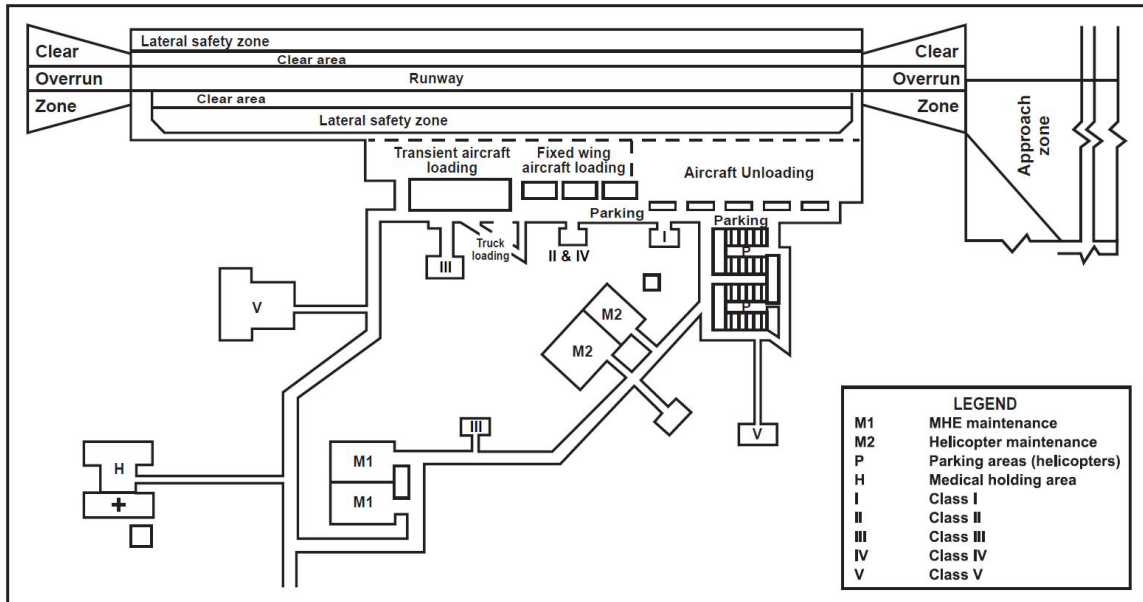 Lateral safety zone
Clear area
Clear
Overrun
Zone
Runway
Clear
Overrun
Zone
Clear area
Lateral safety zone
Approach
zone
Transient aircraft
loading
Fixed wing
aircraft loading
Aircraft Unloading
Parking
Parking
Truck
loading
III
II & IV
I
P
P
V
M2
M2
V
III
M1
M1
H
+
LEGEND
M1 MHE maintenance
M2 Helicopter maintenance
P Parking areas (helicopters)
H Medical holding area
I Class I
II Class II
III Class III
IV Class IV
V Class V